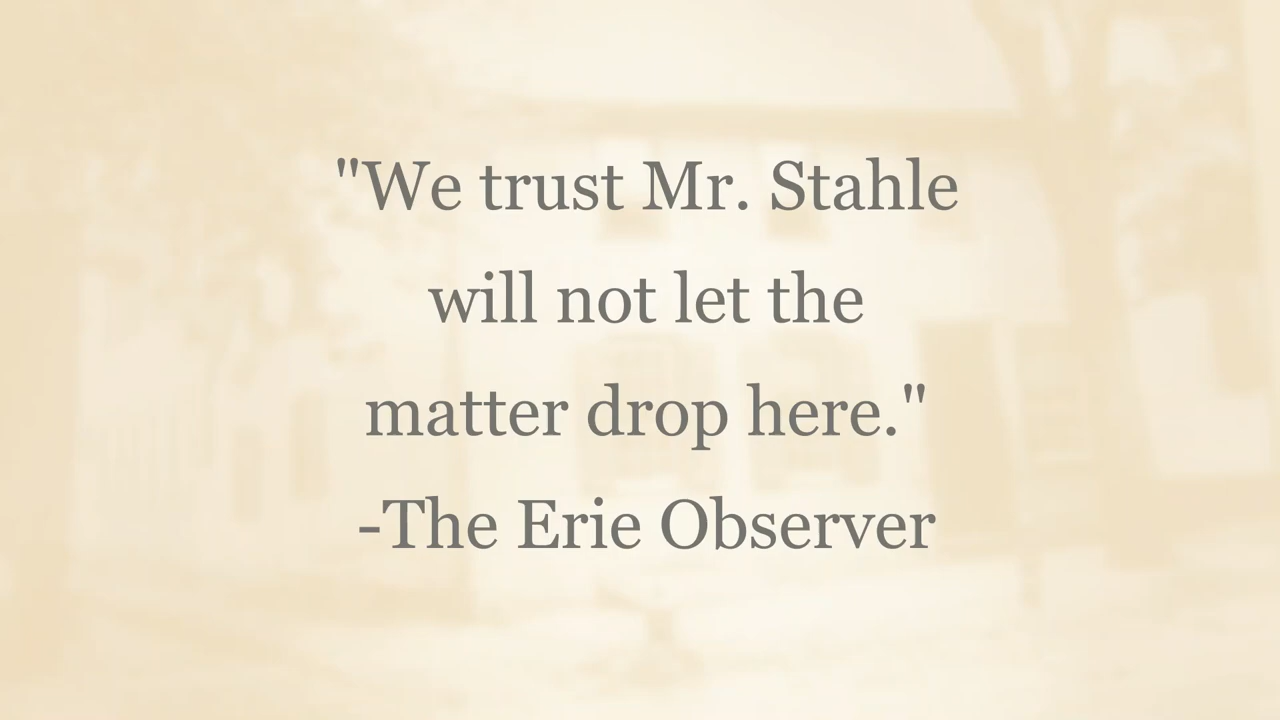 "We trust Mr. Stahle
will not let the
matter drop here."
-The Erie Observer